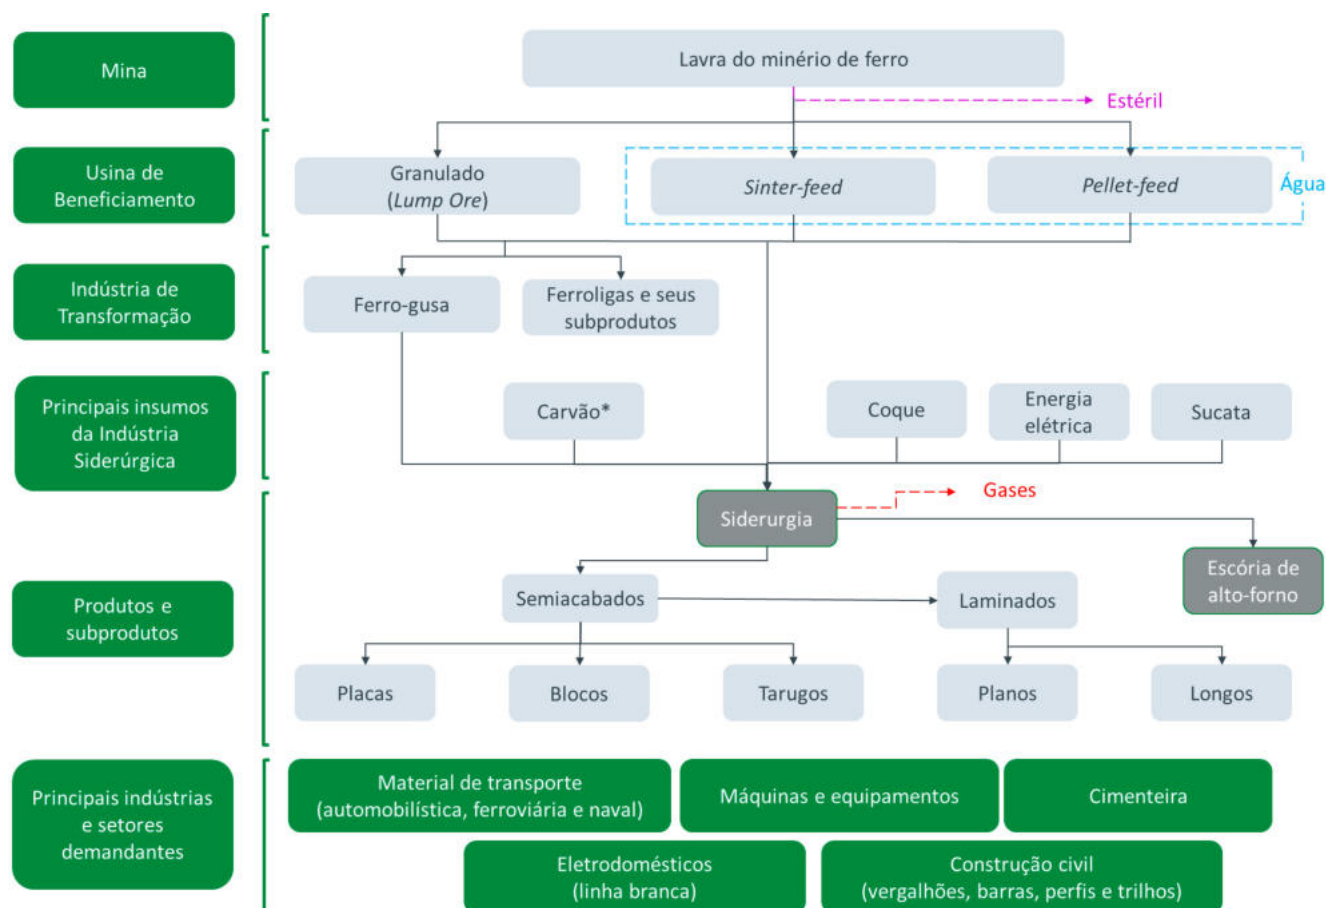 Mina
Lavra do minério de ferro
Estéril
Usina de
Beneficiamento
Granulado
(Lump Ore)
Sinter-feed
Pellet-feed
Água
Indústria de
Transformação
Ferro-gusa
Ferroligas e seus
subprodutos
Principais insumos
da Indústria
Siderúrgica
Carvão*
Coque
Energia
elétrica
Sucata
Siderurgia
Gases
Escória de
alto-forno
Produtos e
subprodutos
Semiacabados
Laminados
Placas
Blocos
Tarugos
Planos
Longos
Principais indústrias
e setores
demandantes
Material de transporte
(automobilística, ferroviária e naval)
Máquinas e equipamentos
Cimenteira
Eletrodomésticos
(linha branca)
Construção civil
(vergalhões, barras, perfis e trilhos)